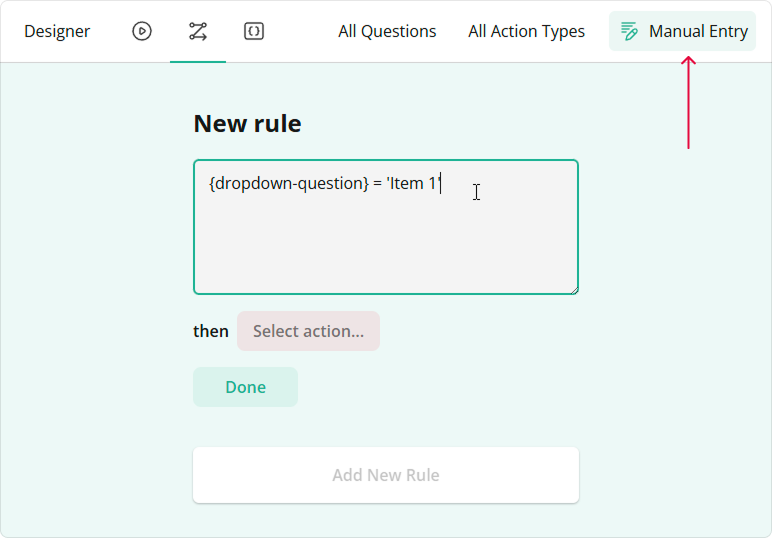 Designer All Questions All Action Types Manual Entry
New rule
{dropdown-question} = 'Item 1'
then Select action...
Done
Add New Rule